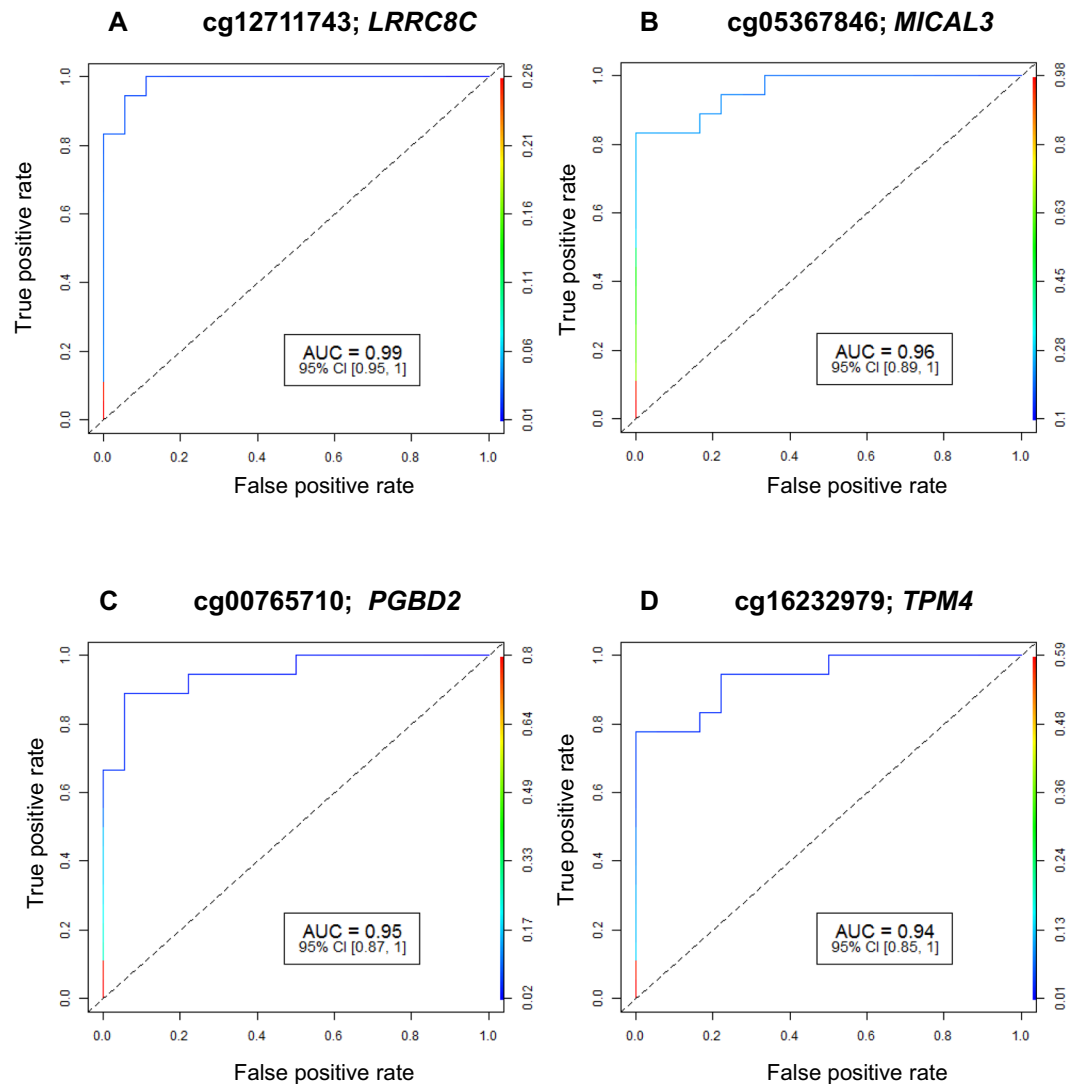 A cg12711743; LRRC8C
True positive rate
0.0 0.2 0.4 0.6 0.8 1.0
0.01 0.06 0.11 0.16 0.21 0.26
AUC = 0.99
95% CI [0.95, 1]
0.0 0.2 0.4 0.6 0.8 1.0
False positive rate
B cg05367846; MICAL3
True positive rate
0.0 0.2 0.4 0.6 0.8 1.0
0.1 0.28 0.45 0.63 0.8 0.98
AUC = 0.96
95% CI [0.89, 1]
0.0 0.2 0.4 0.6 0.8 1.0
False positive rate
C cg00765710; PGBD2
True positive rate
0.0 0.2 0.4 0.6 0.8 1.0
0.02 0.17 0.33 0.49 0.64 0.8
AUC = 0.95
95% CI [0.87, 1]
0.0 0.2 0.4 0.6 0.8 1.0
False positive rate
D cg16232979; TPM4
True positive rate
0.0 0.2 0.4 0.6 0.8 1.0
0.01 0.13 0.24 0.36 0.48 0.59
AUC = 0.94
95% CI [0.85, 1]
0.0 0.2 0.4 0.6 0.8 1.0
False positive rate